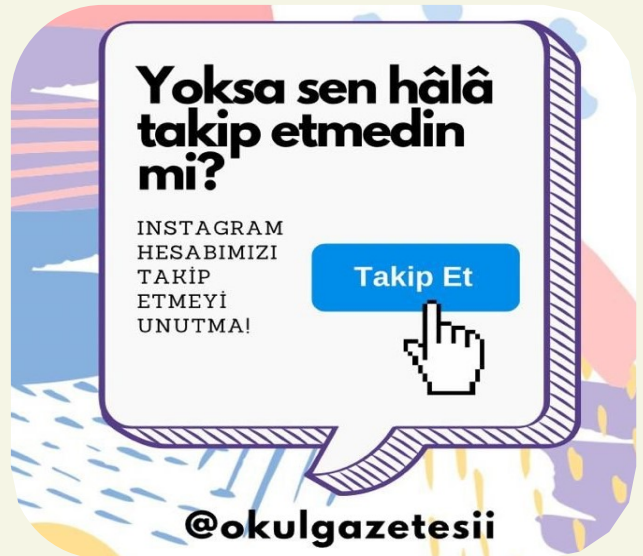 Yoksa sen hâlâ
takip etmedin
mi?
INSTAGRAM
HESABIMIZI
TAKİP
ETMEYİ
UNUTMA!
Takip Et
@okulgazetesii